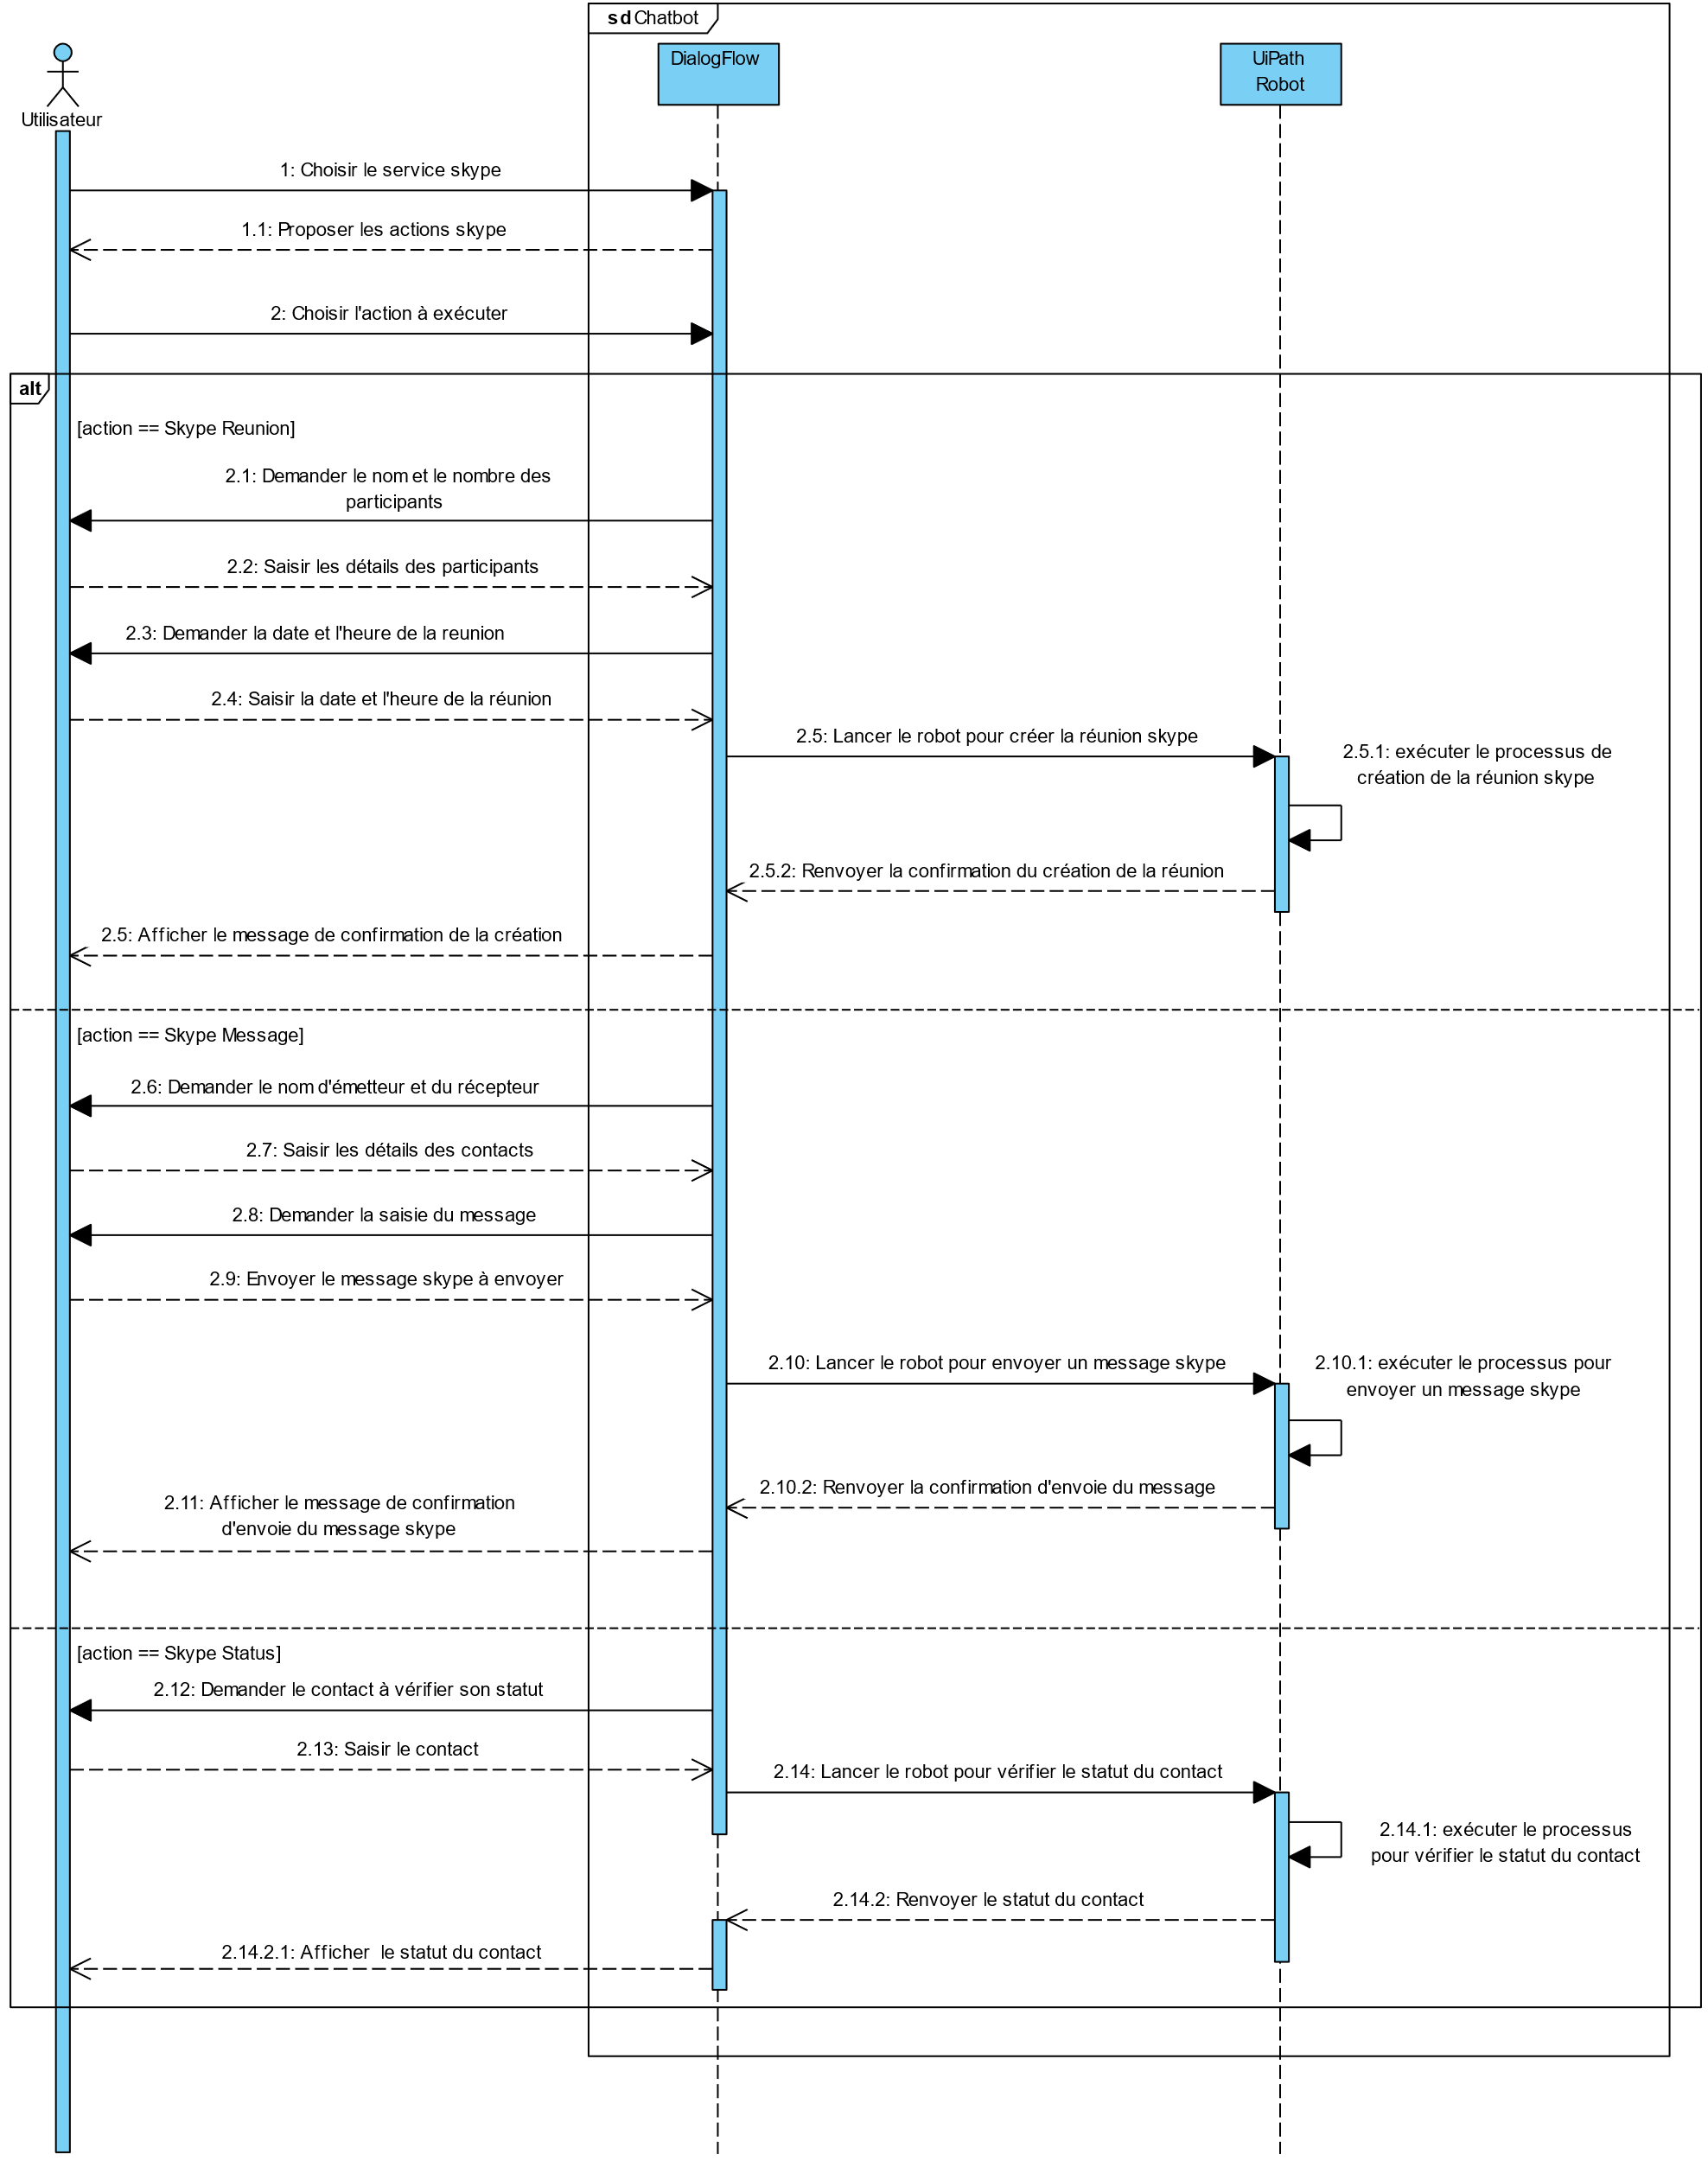 sd Chatbot
DialogFlow
UiPath
Robot
Utilisateur
1: Choisir le service skype
1.1: Proposer les actions skype
2: Choisir l'action à exécuter
alt
[action == Skype Reunion]
2.1: Demander le nom et le nombre des
participants
2.2: Saisir les détails des participants
2.3: Demander la date et l'heure de la reunion
2.4: Saisir la date et l'heure de la réunion
2.5: Lancer le robot pour créer la réunion skype
2.5.1: exécuter le processus de
création de la réunion skype
2.5.2: Renvoyer la confirmation du création de la réunion
2.5: Afficher le message de confirmation de la création
[action == Skype Message]
2.6: Demander le nom d'émetteur et du récepteur
2.7: Saisir les détails des contacts
2.8: Demander la saisie du message
2.9: Envoyer le message skype à envoyer
2.10: Lancer le robot pour envoyer un message skype
2.10.1: exécuter le processus pour
envoyer un message skype
2.10.2: Renvoyer la confirmation d'envoie du message
2.11: Afficher le message de confirmation
d'envoie du message skype
[action == Skype Status]
2.12: Demander le contact à vérifier son statut
2.13: Saisir le contact
2.14: Lancer le robot pour vérifier le statut du contact
2.14.1: exécuter le processus
pour vérifier le statut du contact
2.14.2: Renvoyer le statut du contact
2.14.2.1: Afficher  le statut du contact